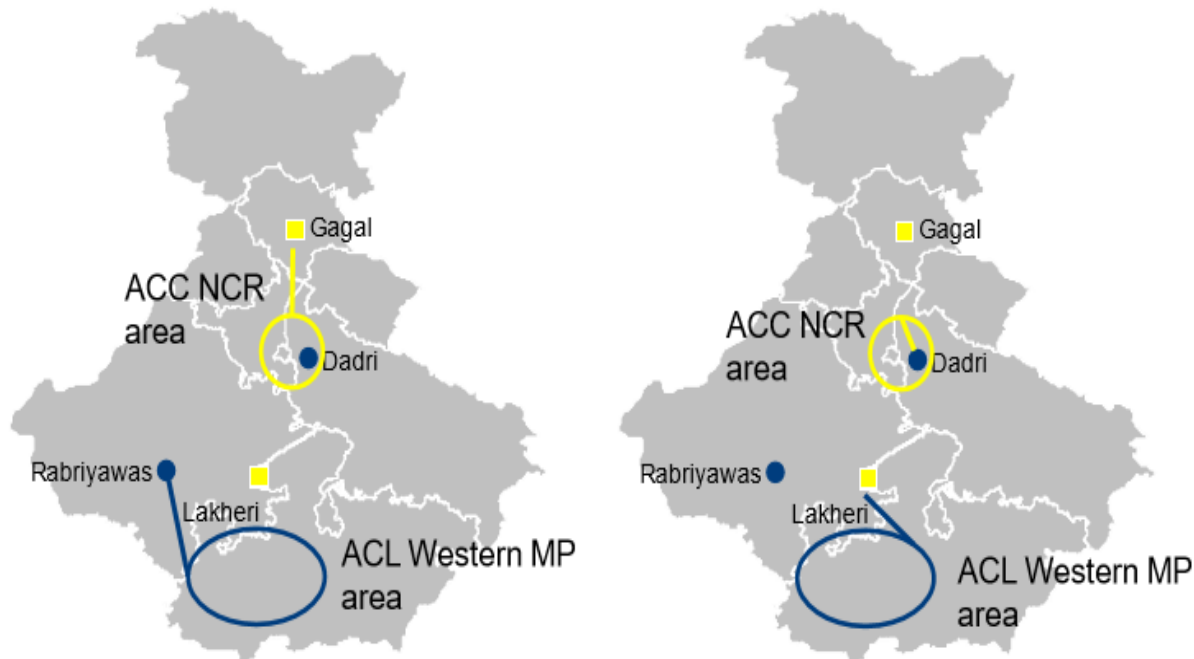 Gagal
ACC NCR
area
Dadri
Rabriyawas
Lakheri
ACL Western MP
area
Gagal
ACC NCR
area
Dadri
Rabriyawas
Lakheri
ACL Western MP
area